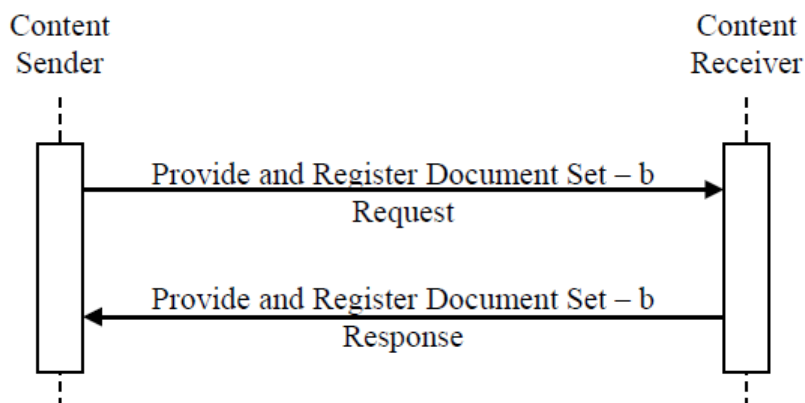 Content
Sender
Content
Receiver
Provide and Register Document Set – b
Request
Provide and Register Document Set – b
Response